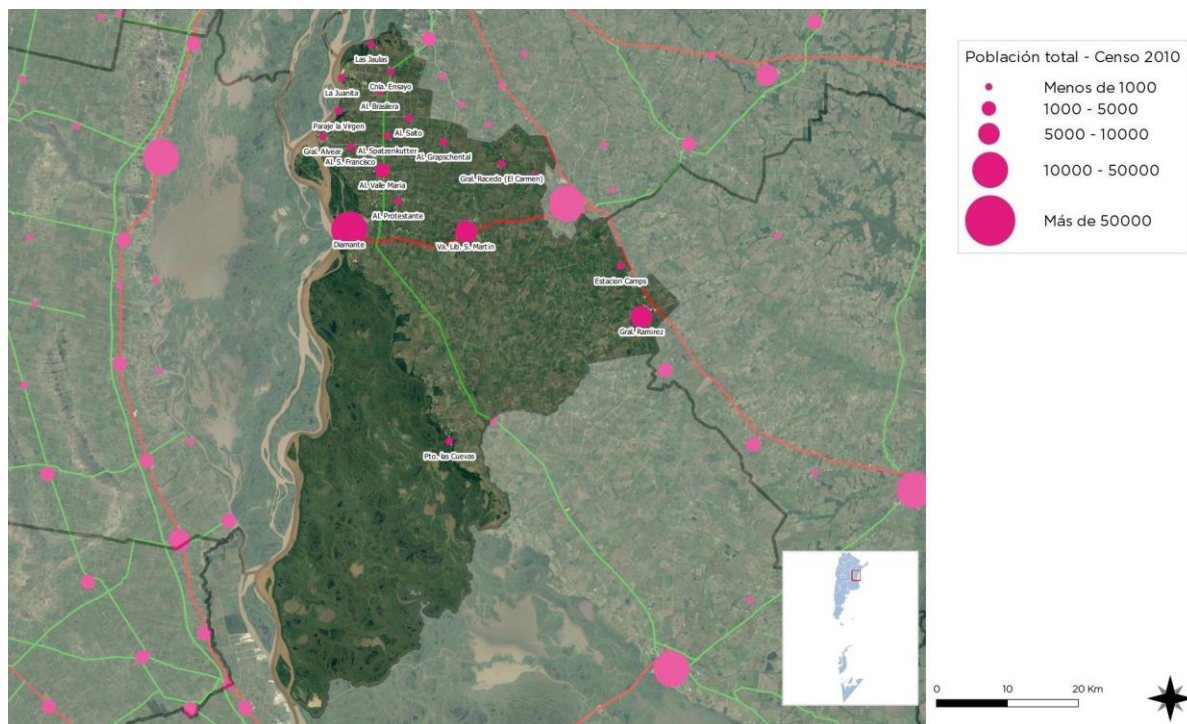 Las Jaulas
Cnia. Ensayo
La Juanita
Al. Brasilera
Paraje la Virgen
Al. Salto
Gral. Alvear
Al. Spatzenkutter
Al. Grapschental
Al. S. Francisco
Gral. Racedo (El Carmen)
Al. Valle Maria
Al. Protestante
Diamante
Va. Lib. S. Martin
Estacion Camps
Gral. Ramirez
Pto. las Cuevas
Población total - Censo 2010
Menos de 1000
1000 - 5000
5000 - 10000
10000 - 50000
Más de 50000
0 10 20 Km